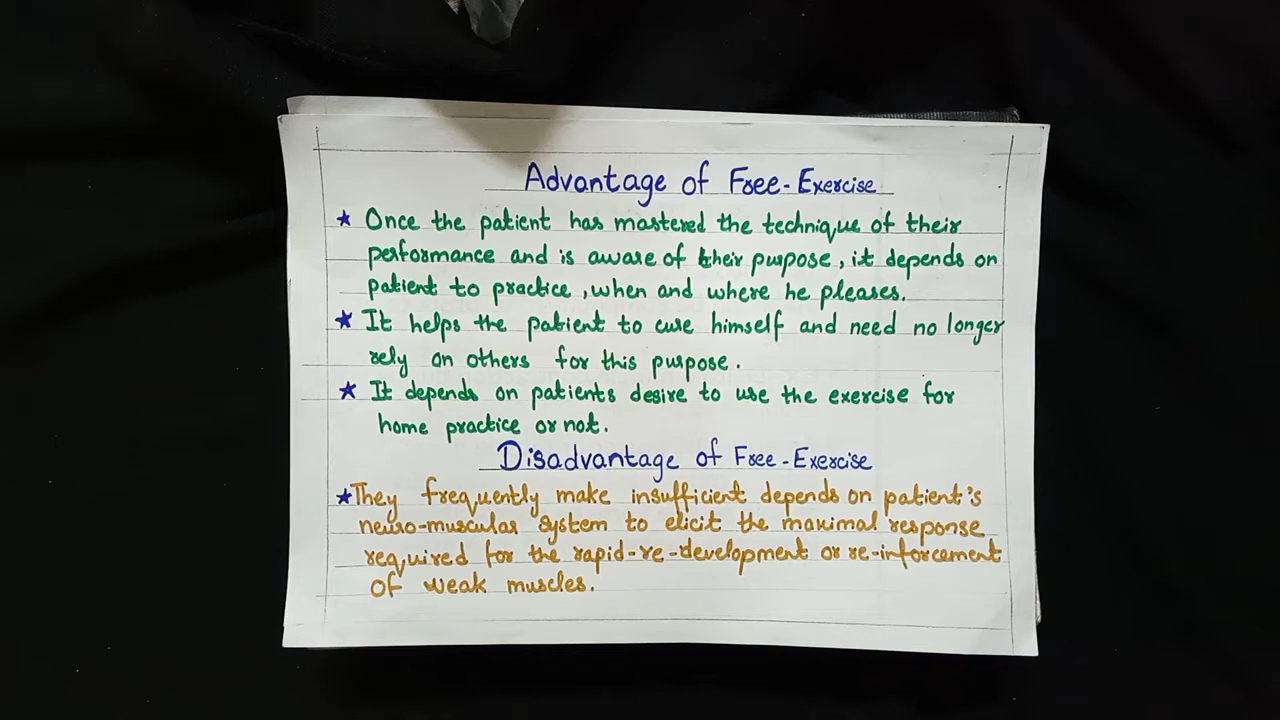 Advantage of Free-Exercise
★ Once the patient has mastered the technique of their
performance and is aware of their purpose, it depends on
patient to practice, when and where he pleases.
★ It helps the patient to cure himself and need no longer
rely on others for this purpose.
★ It depends on patients desire to use the exercise for
home practice or not.
Disadvantage of Free-Exercise
★ They frequently make insufficient depends on patient's
neuro-muscular system to elicit the maximal response
required for the rapid-re-development or re-inforcement
of weak muscles.